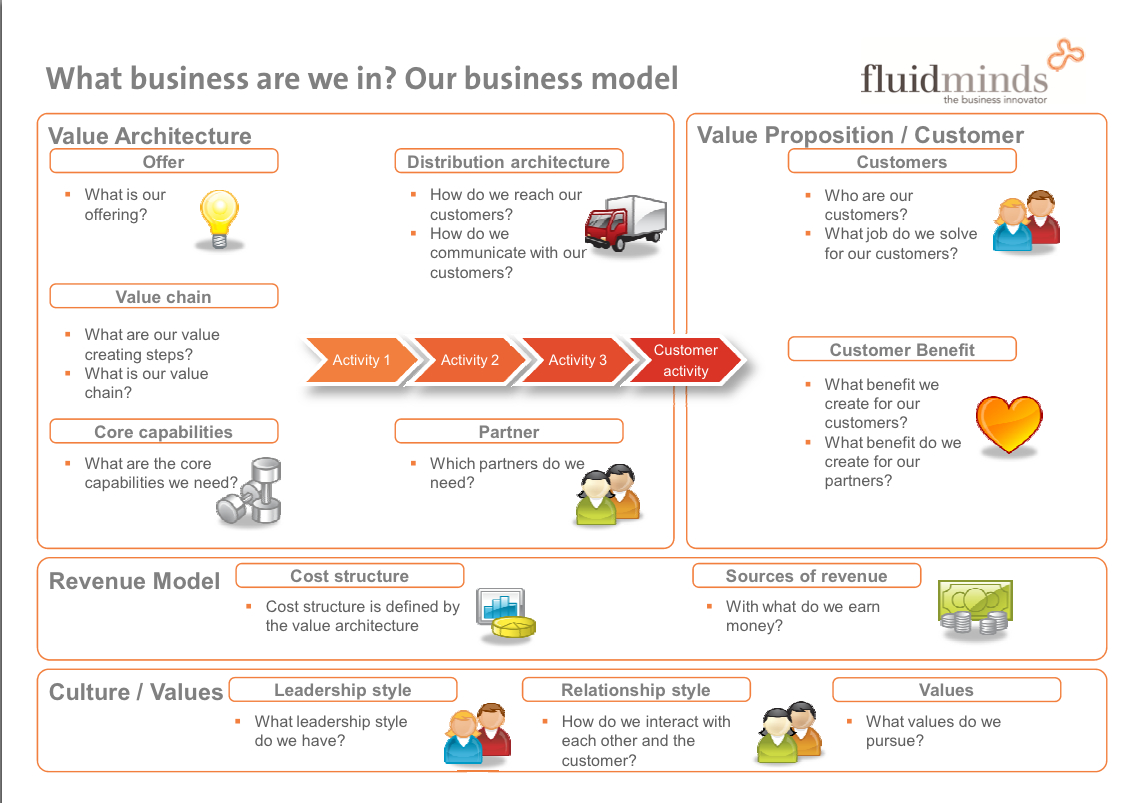 What business are we in? Our business model
fluidminds
the business innovator
Value Architecture
Offer
What is our
offering?
Distribution architecture
How do we reach our
customers?
How do we
communicate with our
customers?
Value chain
What are our value
creating steps?
What is our value
chain?
Activity 1
Activity 2
Activity 3
Customer
activity
Core capabilities
What are the core
capabilities we need?
Partner
Which partners do we
need?
Value Proposition / Customer
Customers
Who are our
customers?
What job do we solve
for our customers?
Customer Benefit
What benefit we
create for our
customers?
What benefit do we
create for our
partners?
Revenue Model
Cost structure
Cost structure is defined by
the value architecture
Sources of revenue
With what do we earn
money?
Culture / Values
Leadership style
What leadership style
do we have?
Relationship style
How do we interact with
each other and the
customer?
Values
What values do we
pursue?